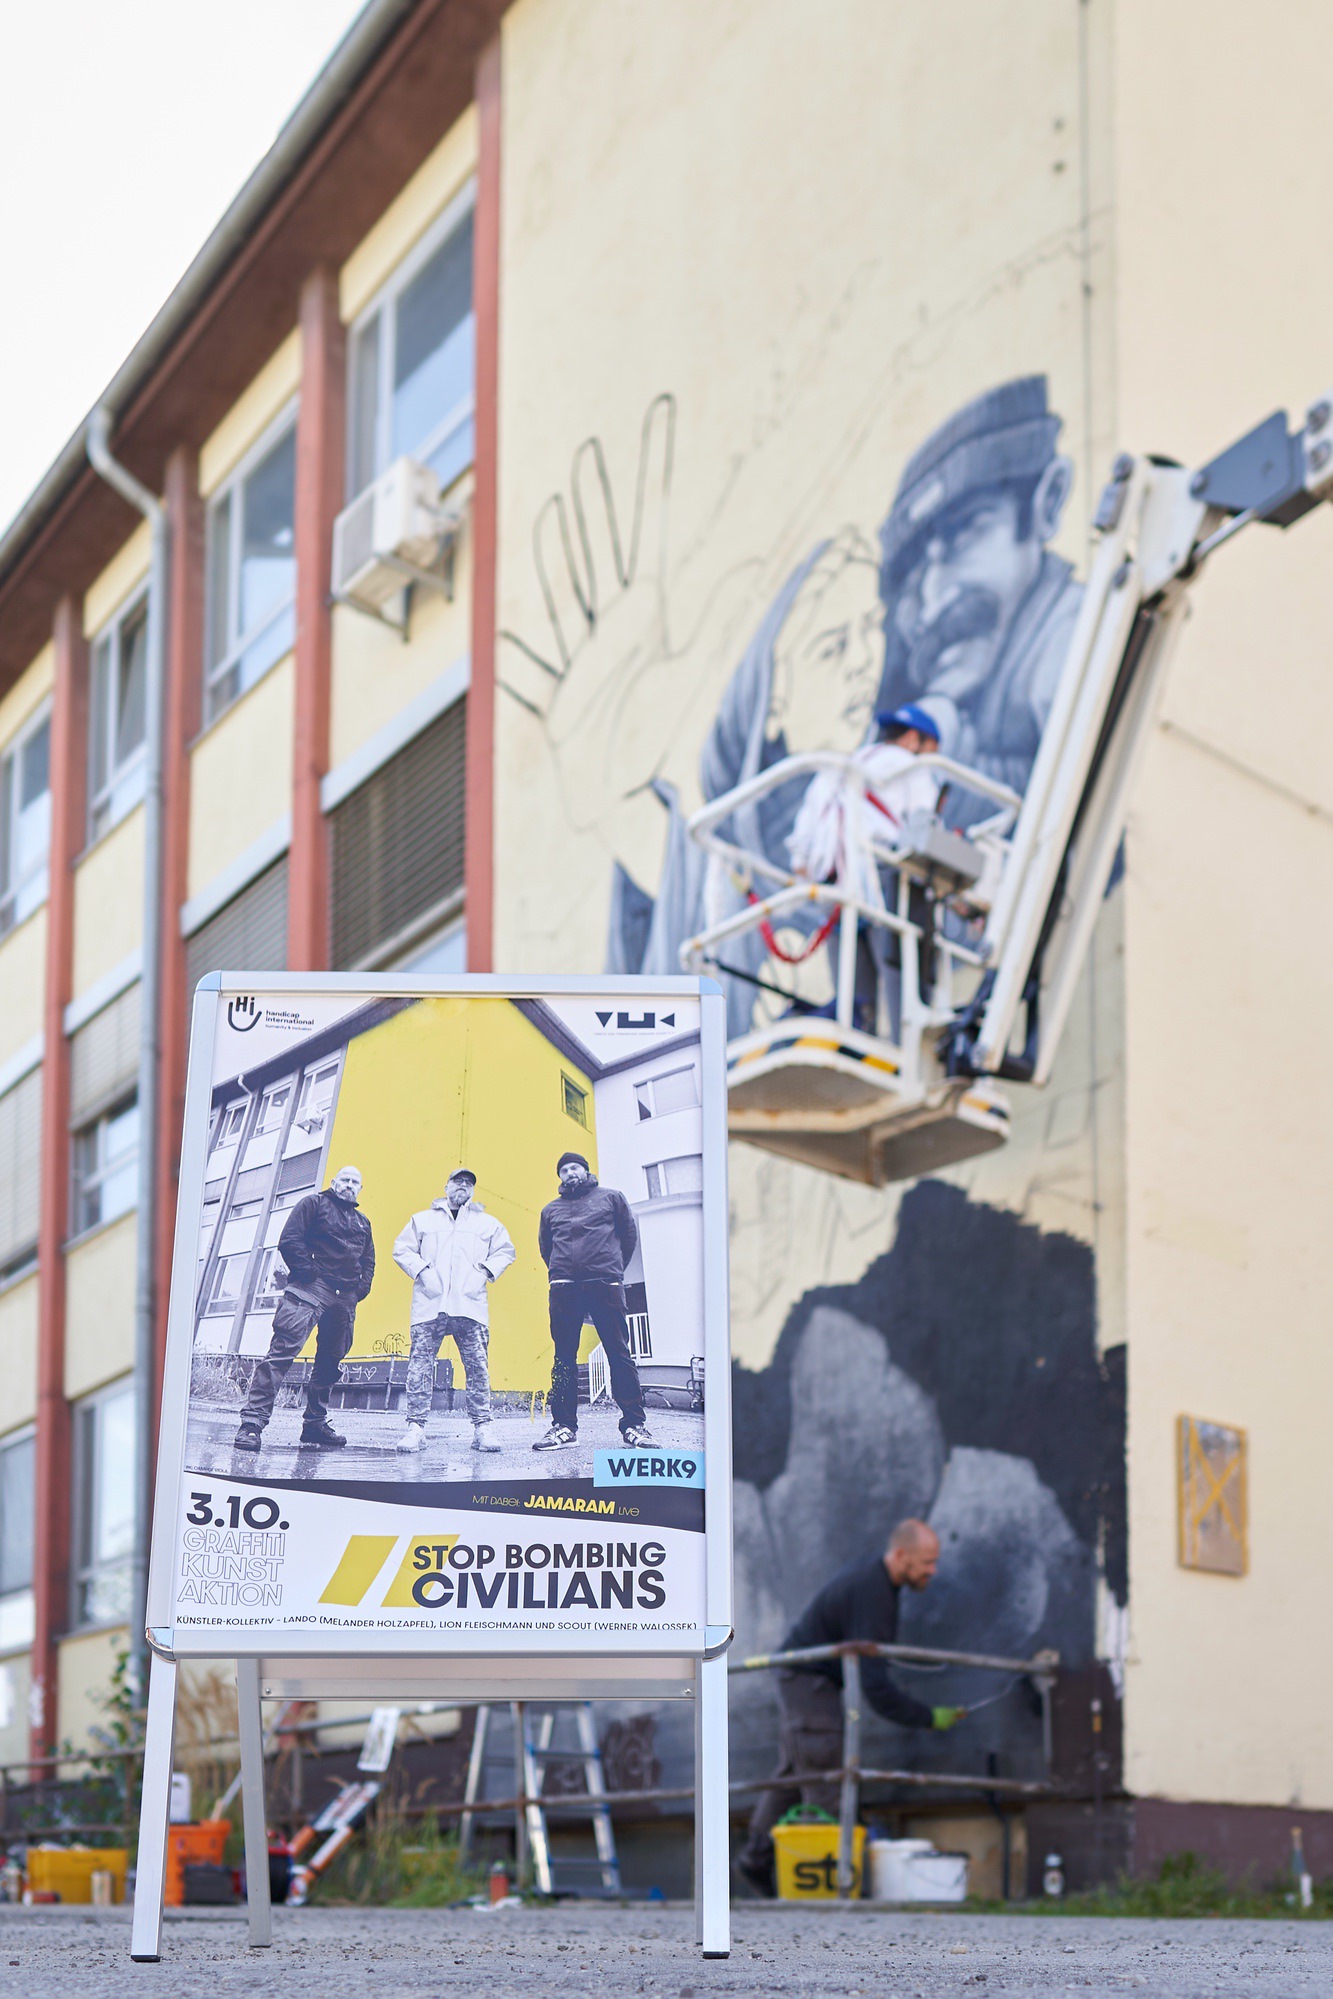 Hi
handicap
international
humanity & inclusion
WERK9
MIT DABEI: JAMARAM LIVE
3.10.
GRAFFITI
KUNST
AKTION
// STOP BOMBING
CIVILIANS
KÜNSTLER-KOLLEKTIV - LANDO (MELANDER HOLZAPFEL), LION FLEISCHMANN UND SCOUT (WERNER WALOSSEK)